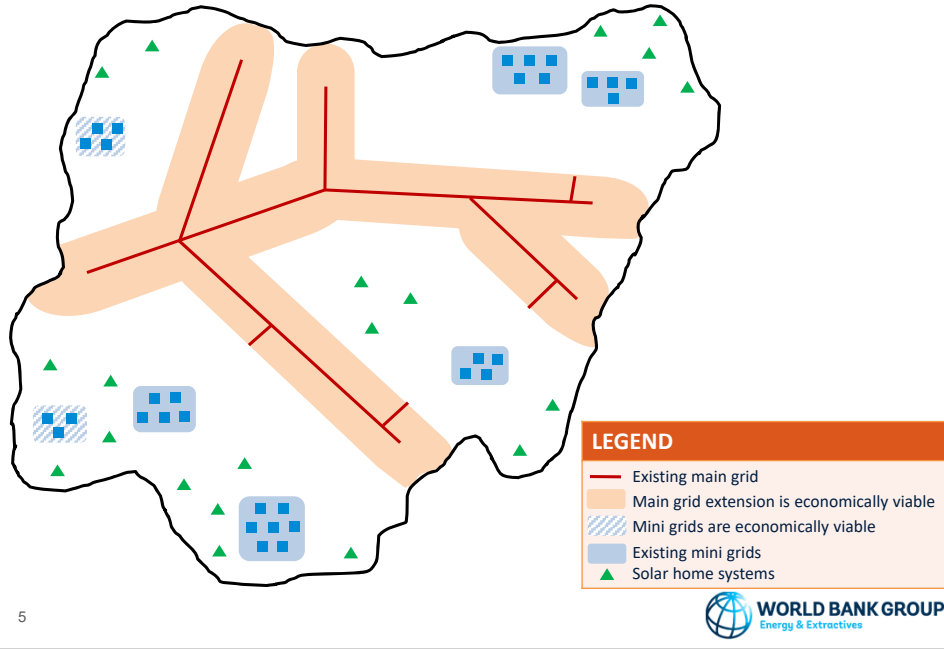 LEGEND
Existing main grid
Main grid extension is economically viable
Mini grids are economically viable
Existing mini grids
Solar home systems
5
WORLD BANK GROUP
Energy & Extractives